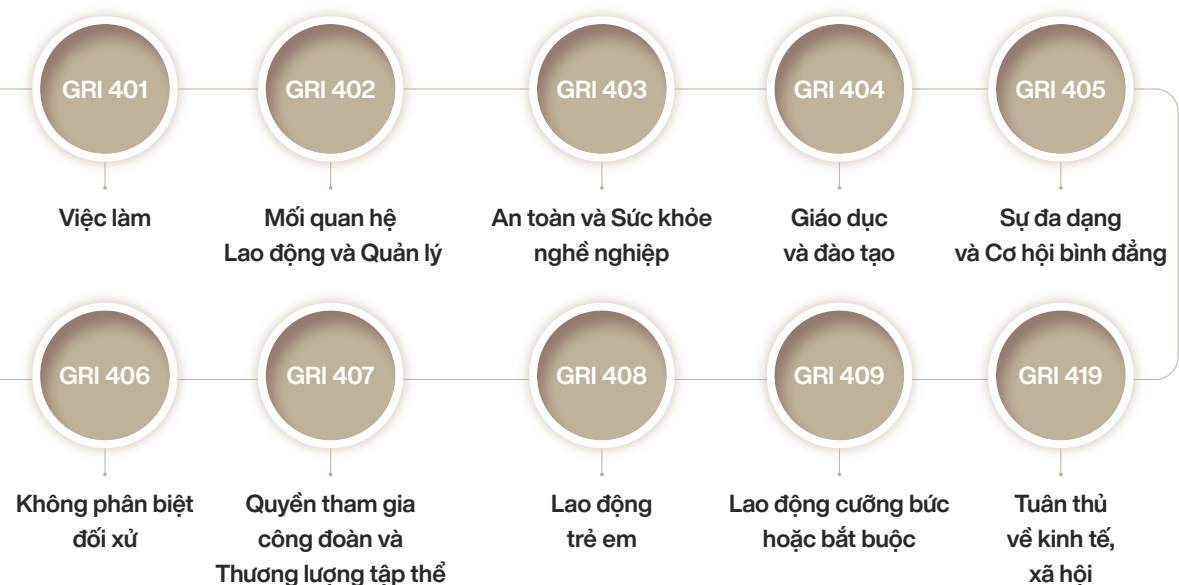 GRI 401
GRI 402
GRI 403
GRI 404
GRI 405
Việc làm
Mối quan hệ
Lao động và Quản lý
An toàn và Sức khỏe
nghề nghiệp
Giáo dục
và đào tạo
Sự đa dạng
và Cơ hội bình đẳng
GRI 406
GRI 407
GRI 408
GRI 409
GRI 419
Không phân biệt
đối xử
Quyền tham gia
công đoàn và
Thương lượng tập thể
Lao động
trẻ em
Lao động cưỡng bức
hoặc bắt buộc
Tuân thủ
về kinh tế,
xã hội